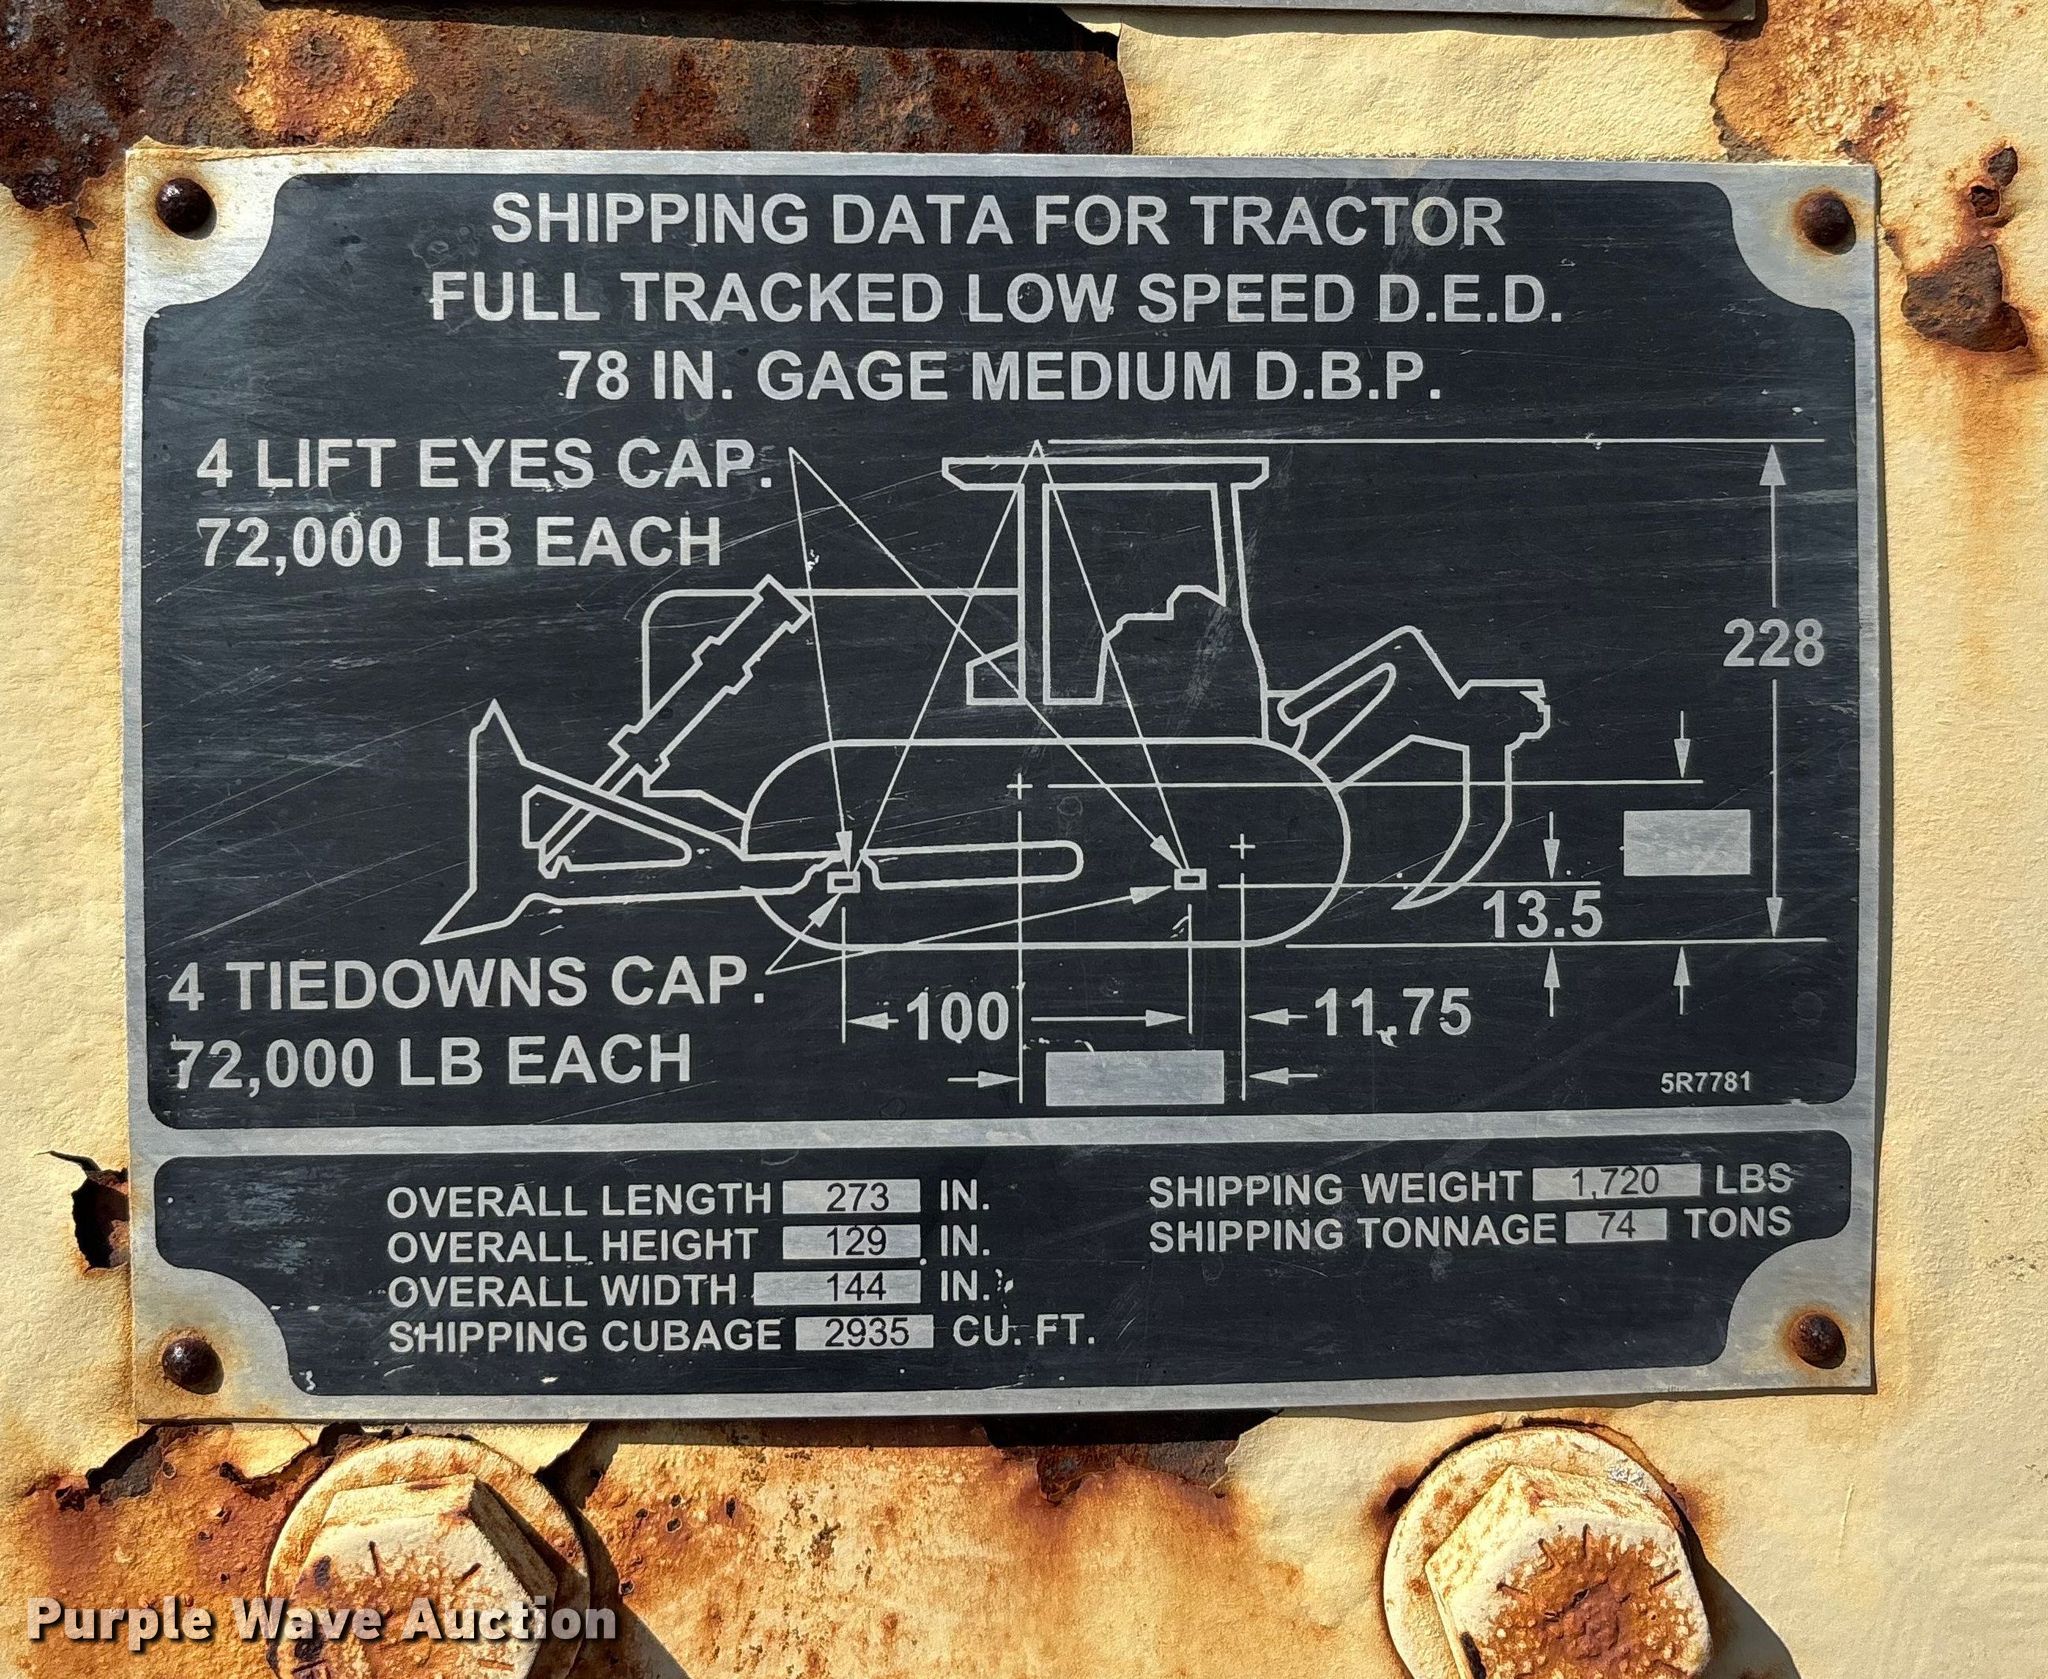 SHIPPING DATA FOR TRACTOR
FULL TRACKED LOW SPEED D.E.D.
78 IN. GAGE MEDIUM D.B.P.
4 LIFT EYES CAP.
72,000 LB EACH
228
13.5
4 TIEDOWNS CAP.
72,000 LB EACH
100
11.75
5R7781
OVERALL LENGTH 273 IN.
OVERALL HEIGHT 129 IN.
OVERALL WIDTH 144 IN.
SHIPPING CUBAGE 2935 CU. FT.
SHIPPING WEIGHT 1,720 LBS
SHIPPING TONNAGE 74 TONS
Purple Wave Auction